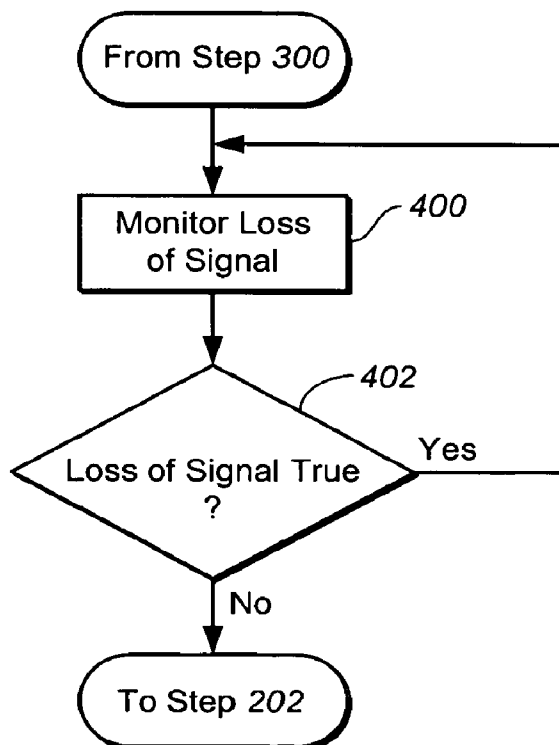 From Step 300
Monitor Loss
of Signal
400
402
Loss of Signal True
?
Yes
No
To Step 202